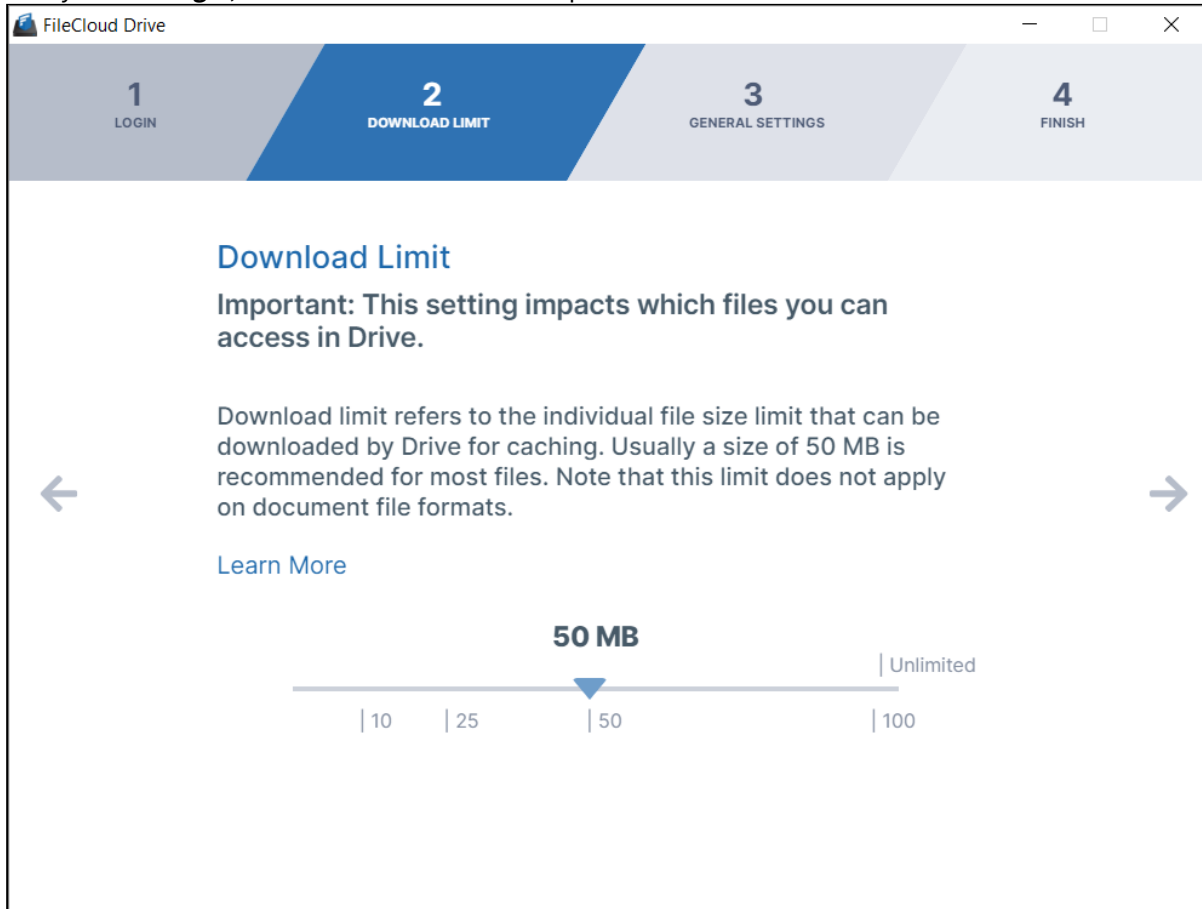 FileCloud Drive
1
LOGIN
2
DOWNLOAD LIMIT
3
GENERAL SETTINGS
4
FINISH
Download Limit
Important: This setting impacts which files you can
access in Drive.
Download limit refers to the individual file size limit that can be
downloaded by Drive for caching. Usually a size of 50 MB is
recommended for most files. Note that this limit does not apply
on document file formats.
Learn More
50 MB
| Unlimited
| 10 | 25 | 50 | 100